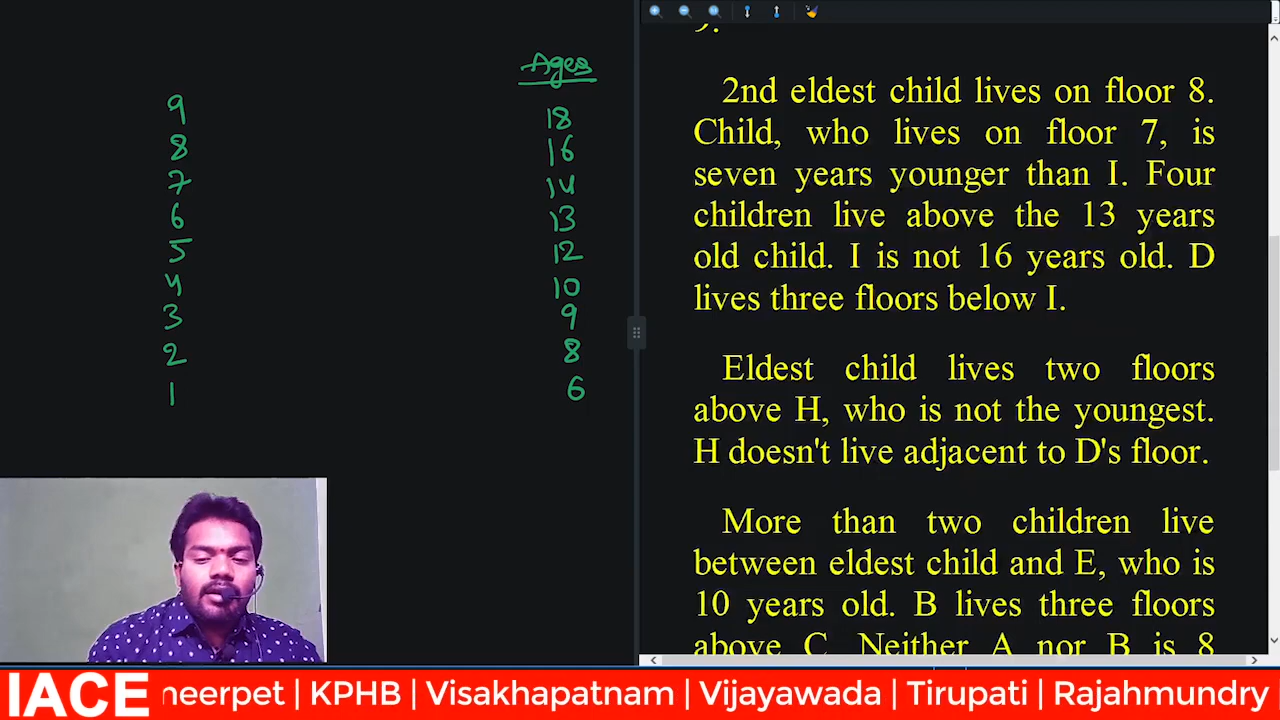 Ages
9 18
8 16
7 14
6 13
5 12
4 10
3 9
2 8
1 6
2nd eldest child lives on floor 8.
Child, who lives on floor 7, is
seven years younger than I. Four
children live above the 13 years
old child. I is not 16 years old. D
lives three floors below I.
Eldest child lives two floors
above H, who is not the youngest.
H doesn't live adjacent to D's floor.
More than two children live
between eldest child and E, who is
10 years old. B lives three floors
above C. Neither A nor B is 8
IACE
neerpet | KPHB | Visakhapatnam | Vijayawada | Tirupati | Rajahmundry